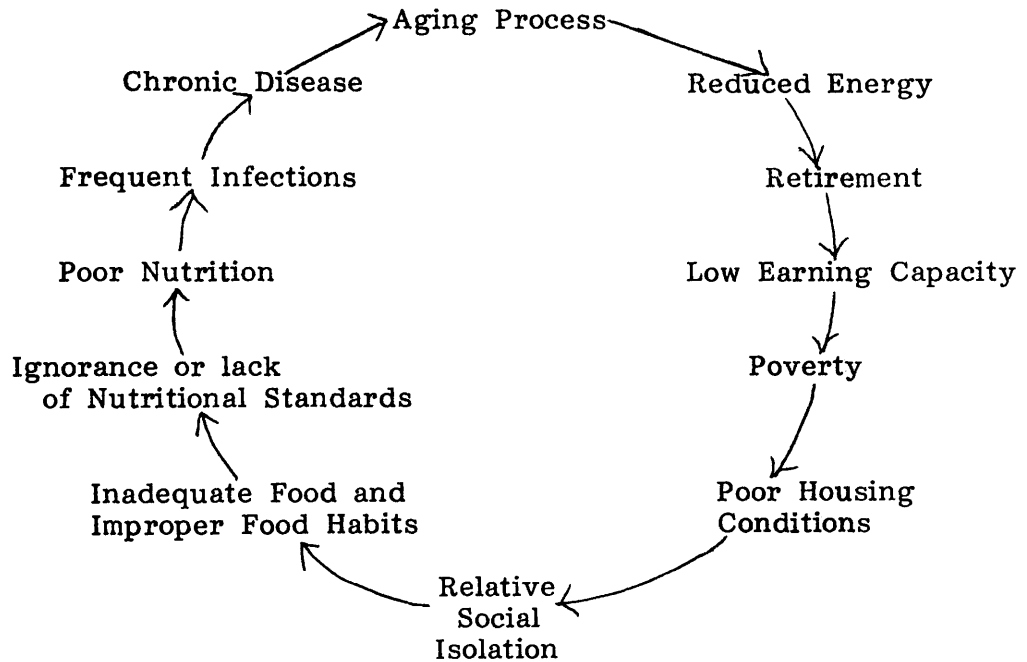 Aging Process
Reduced Energy
Retirement
Low Earning Capacity
Poverty
Poor Housing
Conditions
Relative
Social
Isolation
Inadequate Food and
Improper Food Habits
Ignorance or lack
of Nutritional Standards
Poor Nutrition
Frequent Infections
Chronic Disease